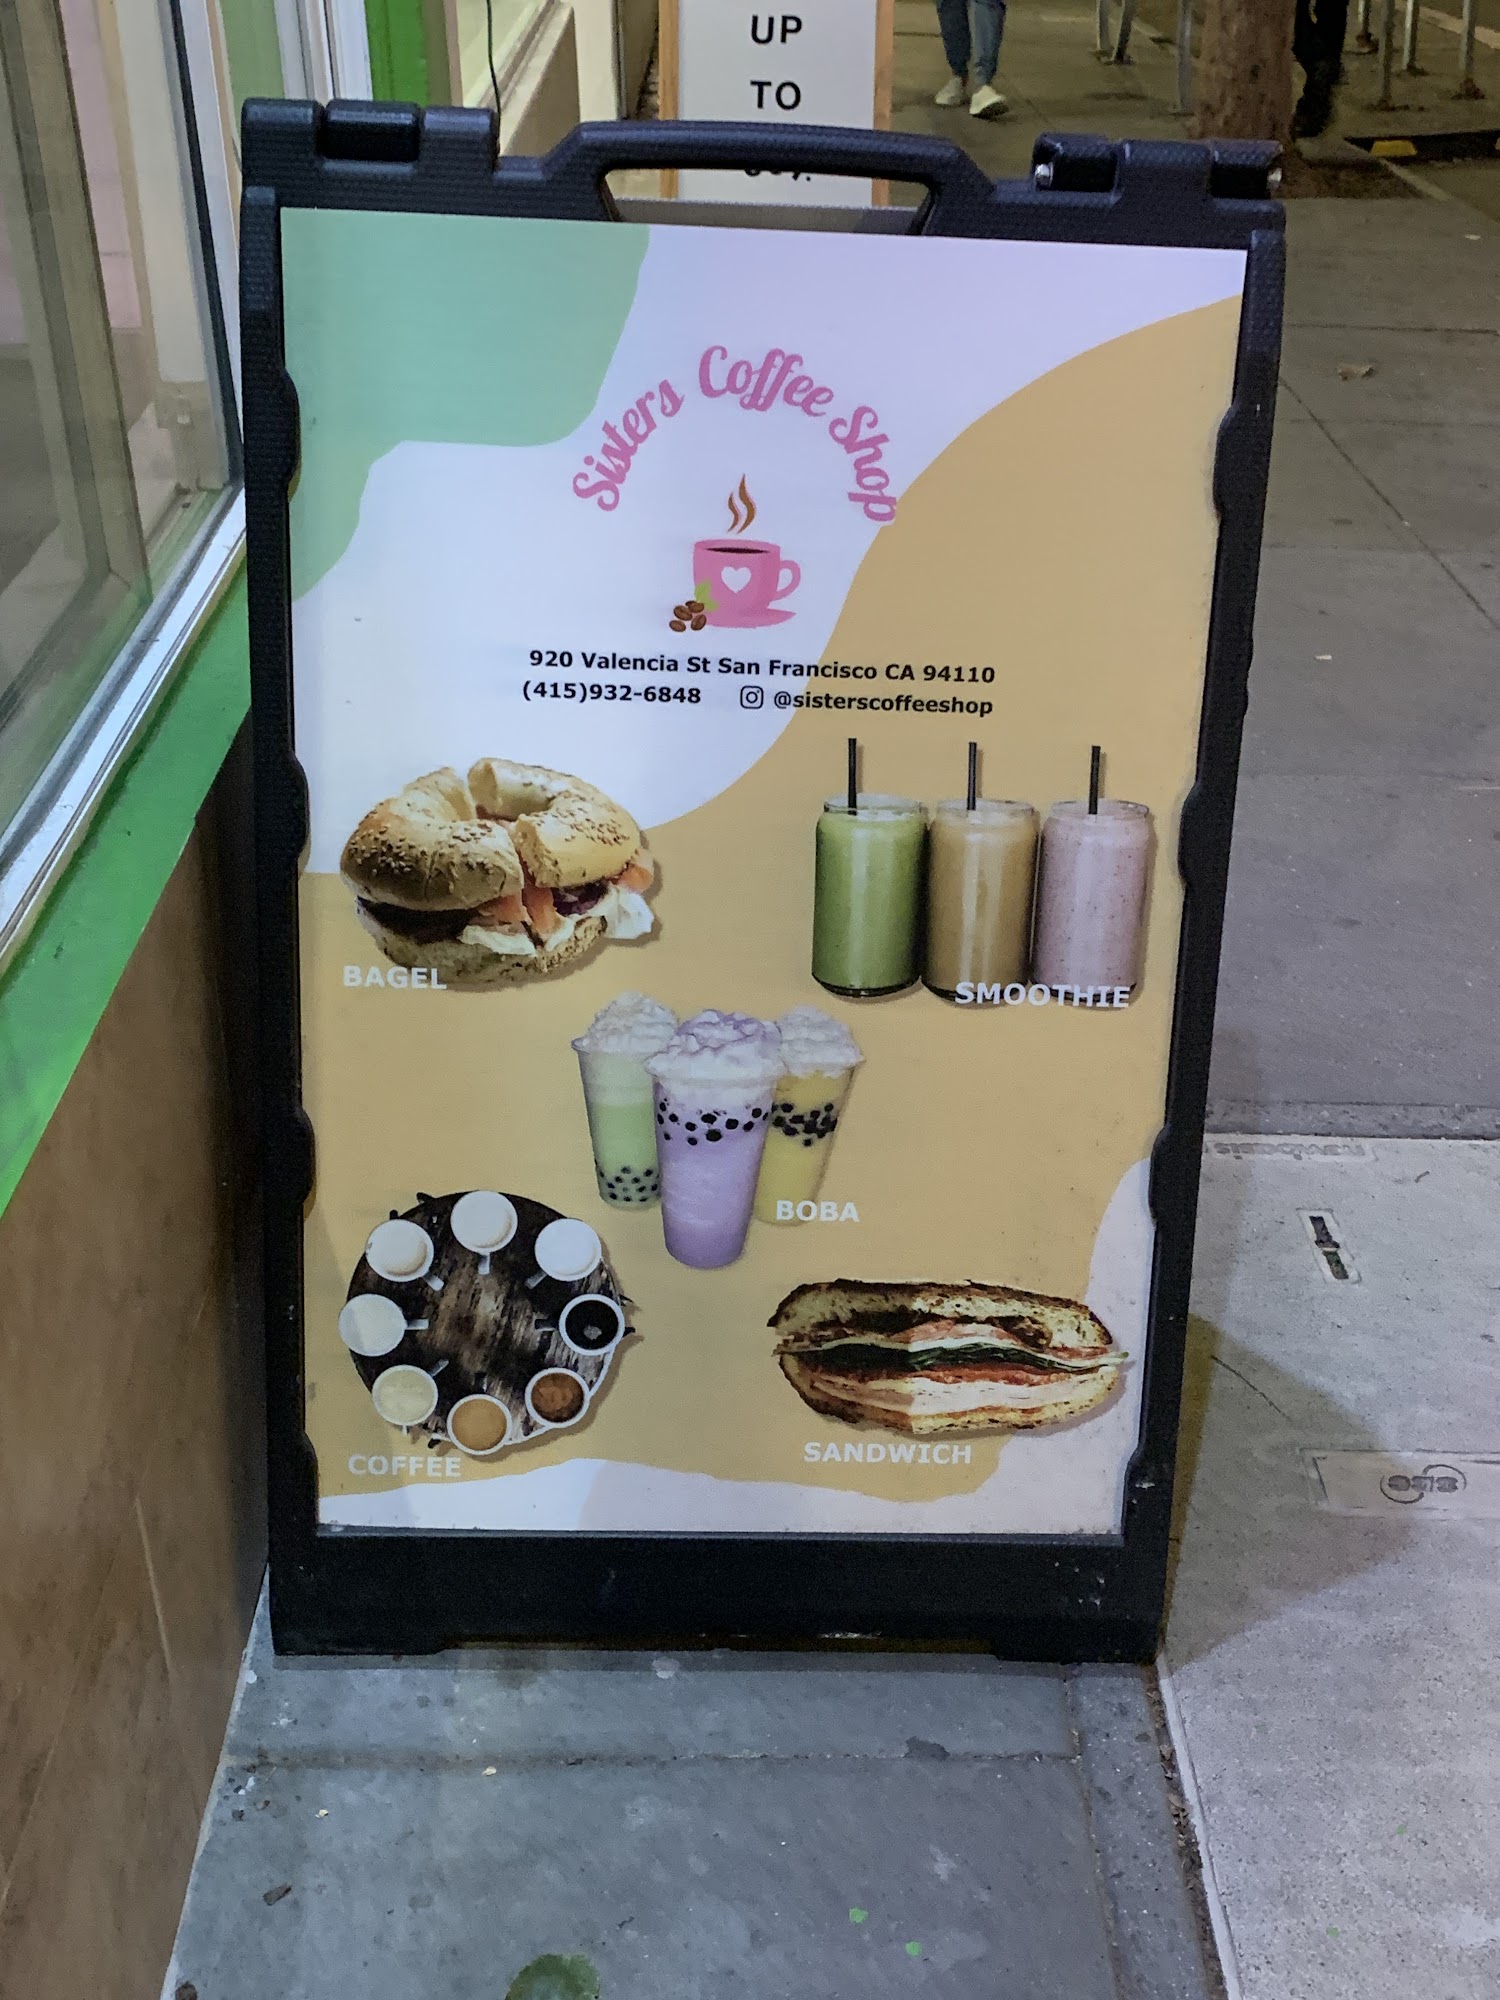 UP
TO
Sisters Coffee Shop
920 Valencia St San Francisco CA 94110
(415)932-6848 @sisterscoffeeshop
BAGEL
SMOOTHIE
BOBA
COFFEE
SANDWICH